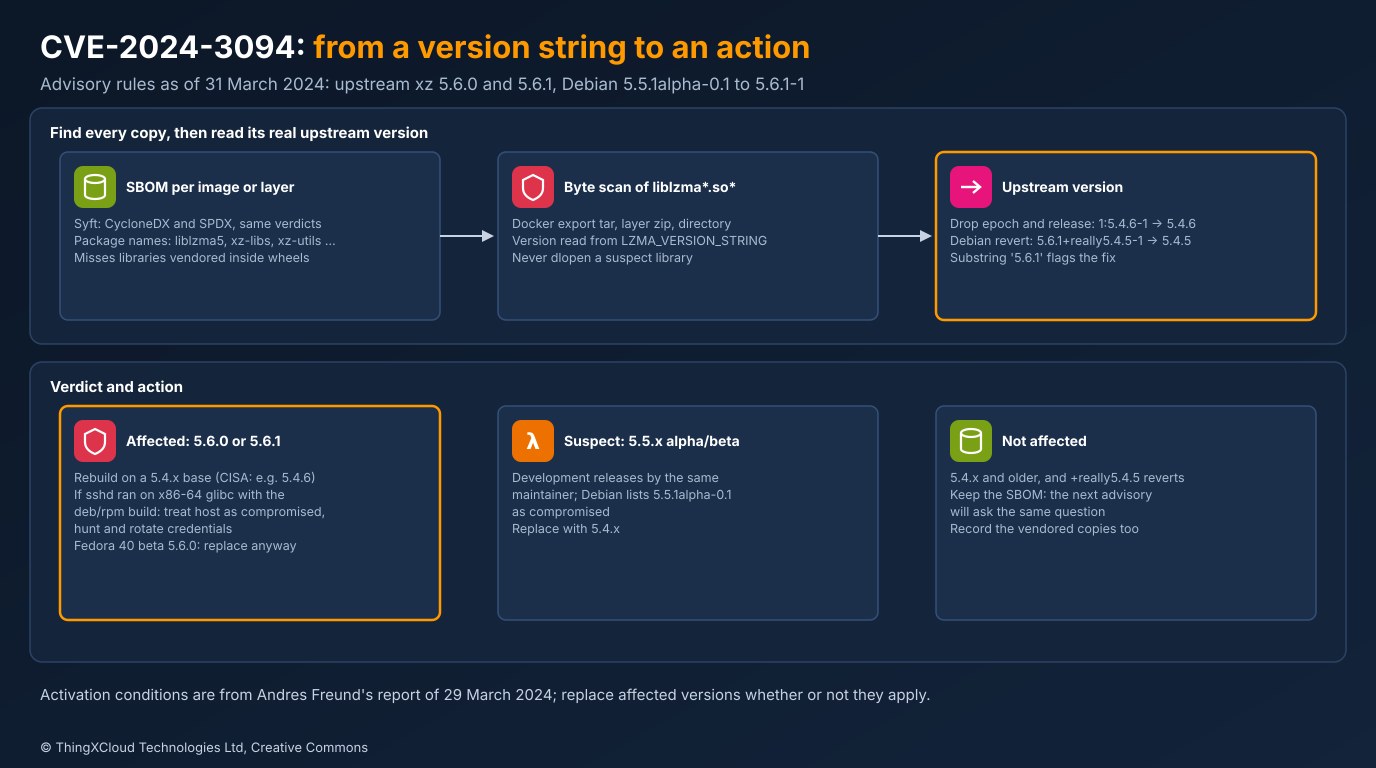 CVE-2024-3094: from a version string to an action
Advisory rules as of 31 March 2024: upstream xz 5.6.0 and 5.6.1, Debian 5.5.1alpha-0.1 to 5.6.1-1
Find every copy, then read its real upstream version
SBOM per image or layer
Syft: CycloneDX and SPDX, same verdicts
Package names: liblzma5, xz-libs, xz-utils ...
Misses libraries vendored inside wheels
Byte scan of liblzma*.so*
Docker export tar, layer zip, directory
Version read from LZMA_VERSION_STRING
Never dlopen a suspect library
Upstream version
Drop epoch and release: 1:5.4.6-1 → 5.4.6
Debian revert: 5.6.1+really5.4.5-1 → 5.4.5
Substring '5.6.1' flags the fix
Verdict and action
Affected: 5.6.0 or 5.6.1
Rebuild on a 5.4.x base (CISA: e.g. 5.4.6)
If sshd ran on x86-64 glibc with the
deb/rpm build: treat host as compromised,
hunt and rotate credentials
Fedora 40 beta 5.6.0: replace anyway
λ
Suspect: 5.5.x alpha/beta
Development releases by the same
maintainer; Debian lists 5.5.1alpha-0.1
as compromised
Replace with 5.4.x
Not affected
5.4.x and older, and +really5.4.5 reverts
Keep the SBOM: the next advisory
will ask the same question
Record the vendored copies too
Activation conditions are from Andres Freund's report of 29 March 2024; replace affected versions whether or not they apply.
© ThingXCloud Technologies Ltd, Creative Commons